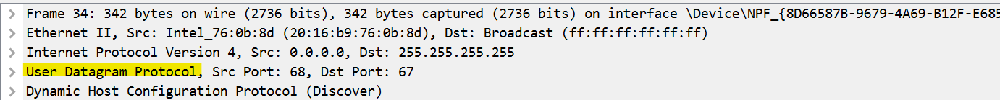 Frame 34: 342 bytes on wire (2736 bits), 342 bytes captured (2736 bits) on interface \Device\NPF_{8D66587B-9679-4A69-B12F-E685
Ethernet II, Src: Intel_76:0b:8d (20:16:b9:76:0b:8d), Dst: Broadcast (ff:ff:ff:ff:ff:ff)
Internet Protocol Version 4, Src: 0.0.0.0, Dst: 255.255.255.255
User Datagram Protocol, Src Port: 68, Dst Port: 67
Dynamic Host Configuration Protocol (Discover)